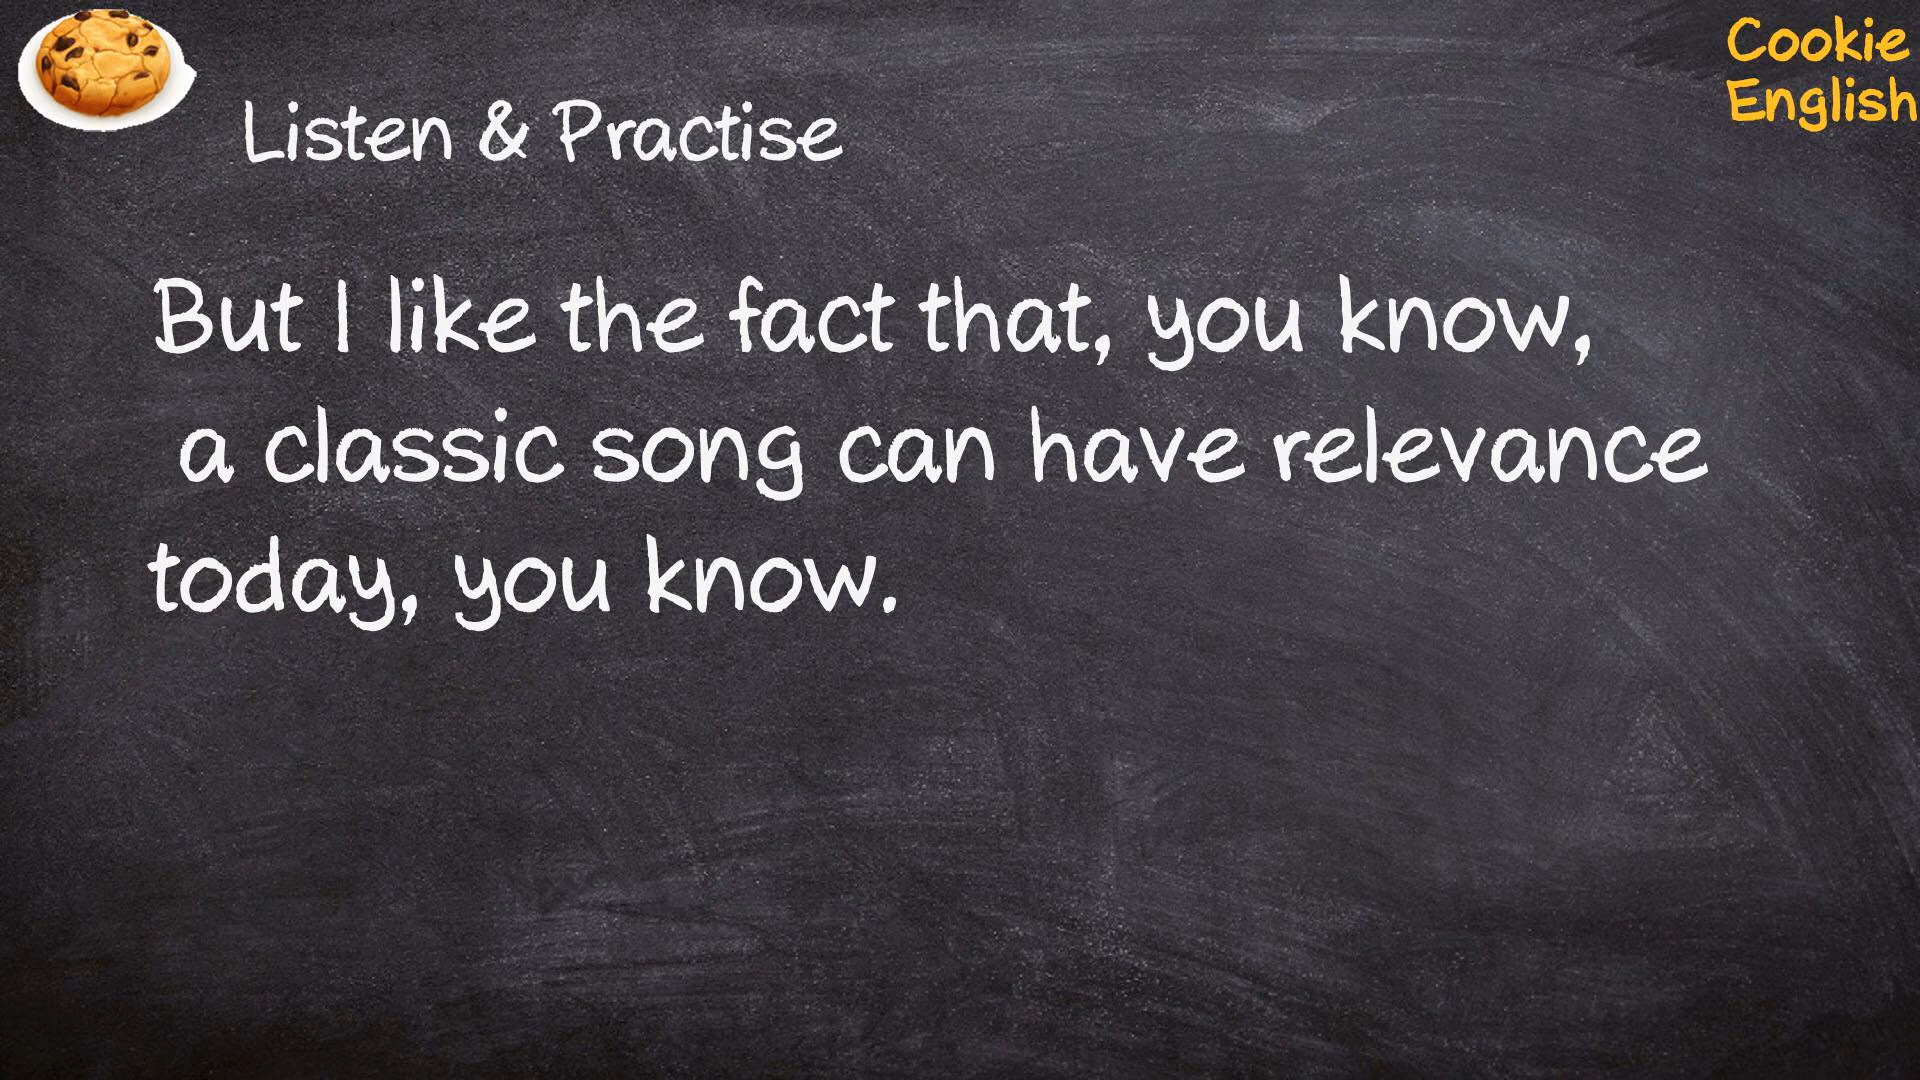 Cookie
English
Listen & Practise
But I like the fact that, you know,
a classic song can have relevance
today, you know.